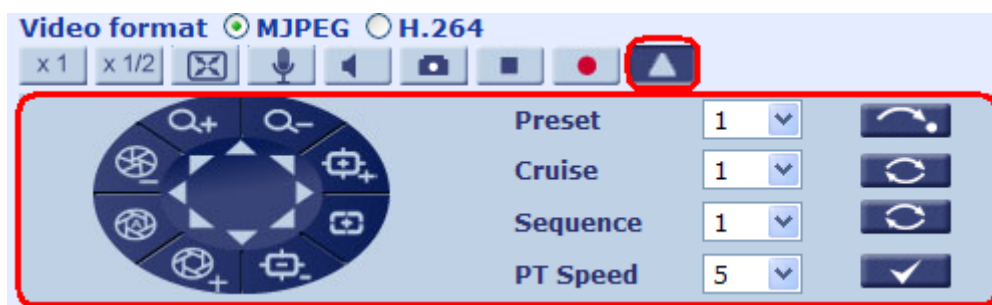 Video format MJPEG H.264
x 1 x 1/2
Preset 1
Cruise 1
Sequence 1
PT Speed 5